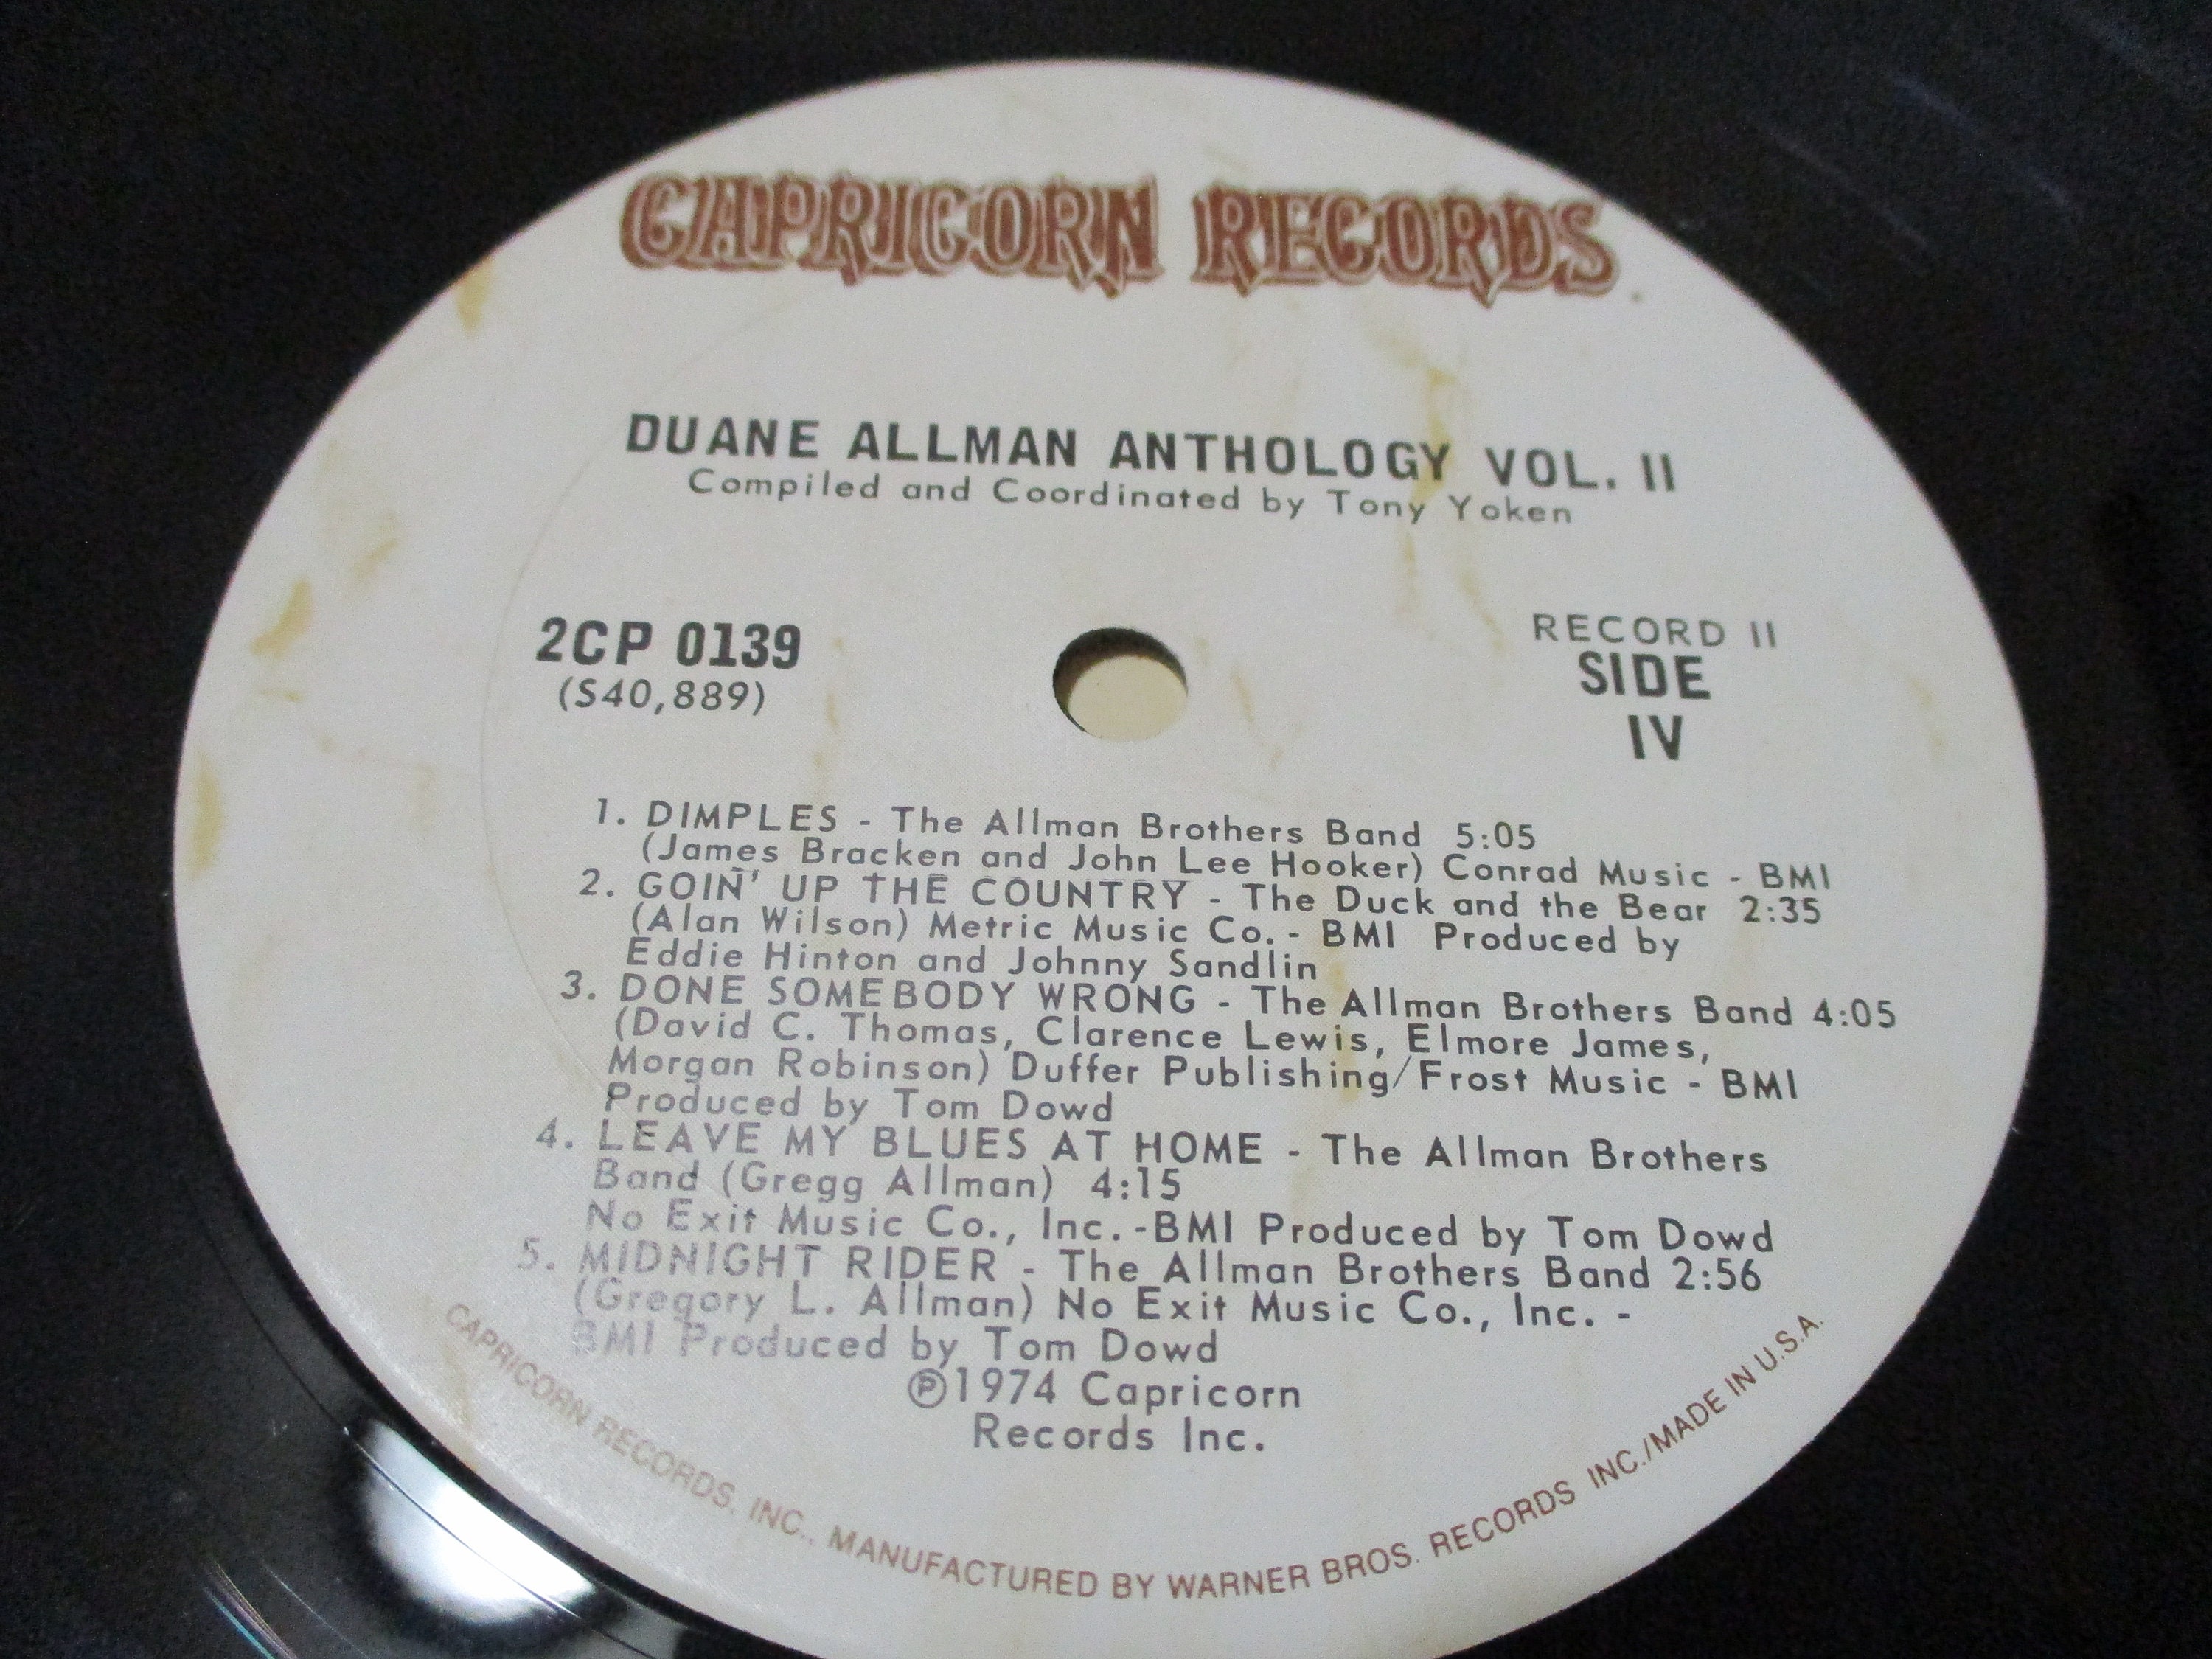 CAPRICORN RECORDS
DUANE ALLMAN ANTHOLOGY VOL. II
Compiled and Coordinated by Tony Yoken
2CP 0139
(S40,889)
RECORD II
SIDE
IV
1. DIMPLES - The Allman Brothers Band 5:05
(James Bracken and John Lee Hooker) Conrad Music - BMI
2. GOIN' UP THE COUNTRY - The Duck and the Bear 2:35
(Alan Wilson) Metric Music Co. - BMI Produced by
Eddie Hinton and Johnny Sandlin
3. DONE SOMEBODY WRONG - The Allman Brothers Band 4:05
(David C. Thomas, Clarence Lewis, Elmore James,
Morgan Robinson) Duffer Publishing/Frost Music - BMI
Produced by Tom Dowd
4. LEAVE MY BLUES AT HOME - The Allman Brothers
Band (Gregg Allman) 4:15
No Exit Music Co., Inc. -BMI Produced by Tom Dowd
5. MIDNIGHT RIDER - The Allman Brothers Band 2:56
(Gregory L. Allman) No Exit Music Co., Inc. -
BMI Produced by Tom Dowd
℗1974 Capricorn
Records Inc.
CAPRICORN RECORDS, INC., MANUFACTURED BY WARNER BROS. RECORDS INC./MADE IN U.S.A.